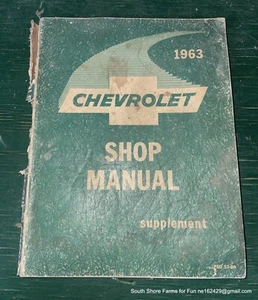 1963
CHEVROLET
SHOP
MANUAL
supplement
South Shore Farms for Fun ne162429@gmail.com